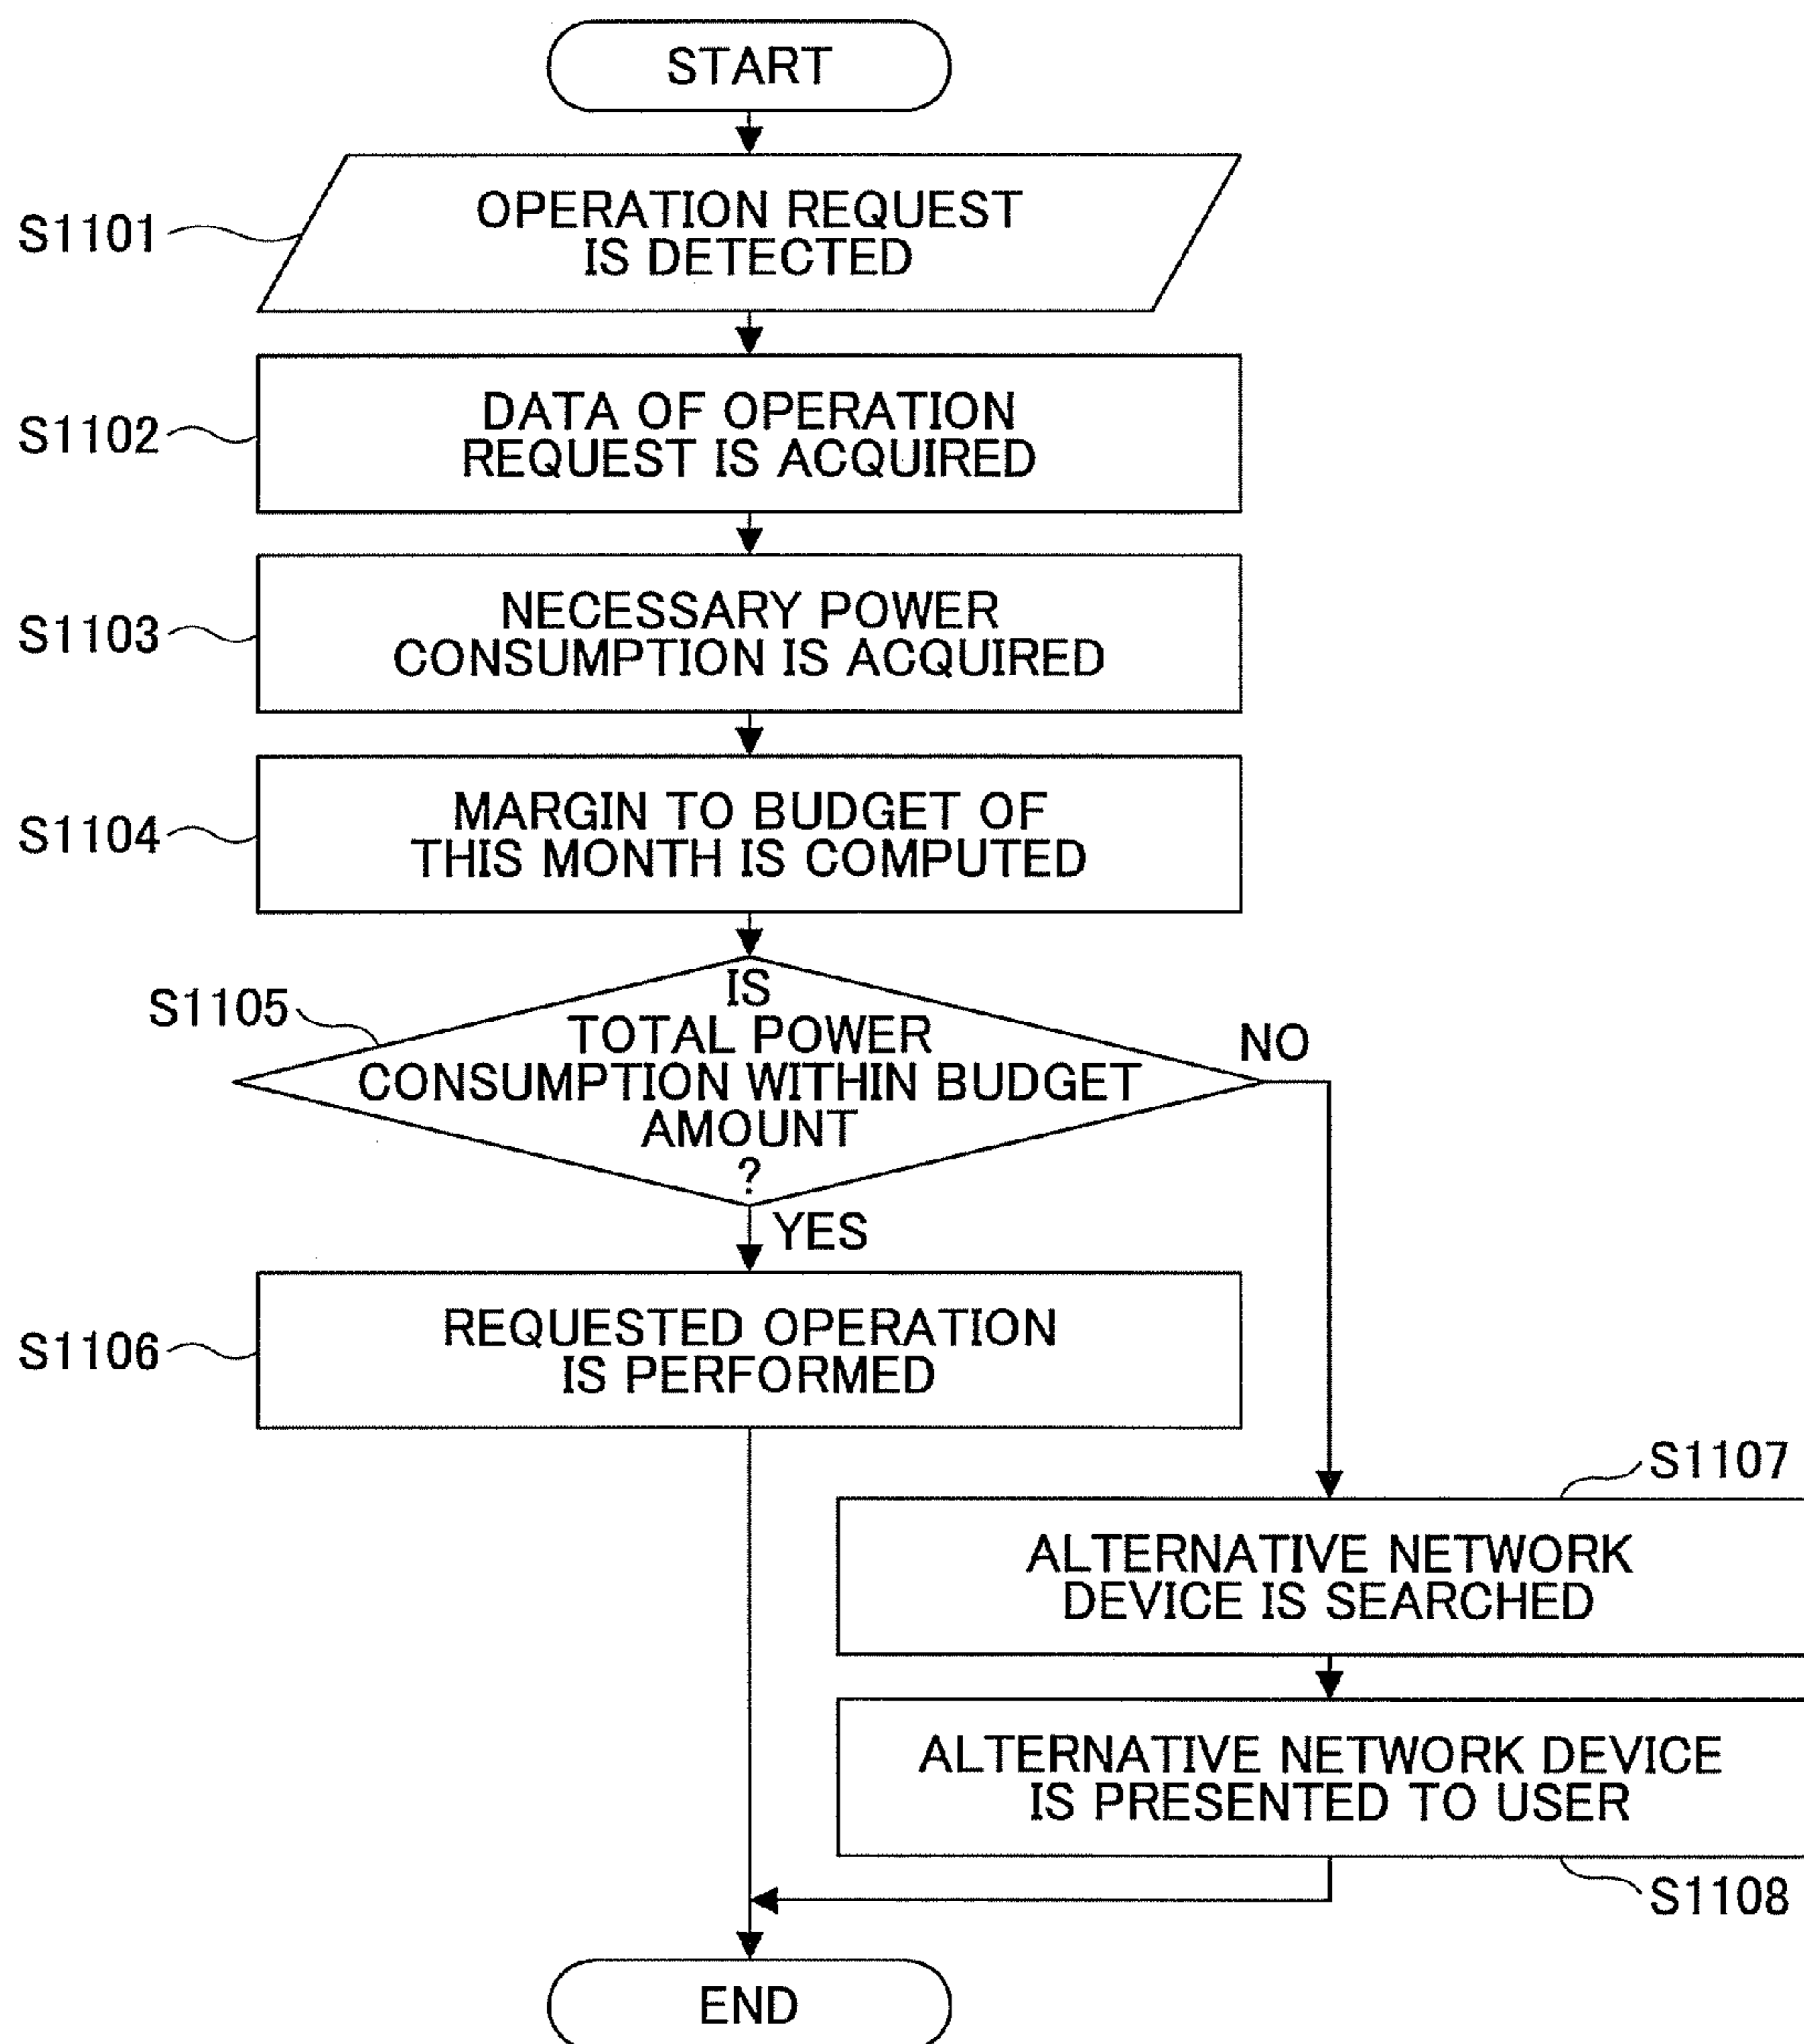 START
S1101
OPERATION REQUEST
IS DETECTED
S1102
DATA OF OPERATION
REQUEST IS ACQUIRED
S1103
NECESSARY POWER
CONSUMPTION IS ACQUIRED
S1104
MARGIN TO BUDGET OF
THIS MONTH IS COMPUTED
S1105
IS
TOTAL POWER
CONSUMPTION WITHIN BUDGET
AMOUNT
?
NO
YES
S1106
REQUESTED OPERATION
IS PERFORMED
S1107
ALTERNATIVE NETWORK
DEVICE IS SEARCHED
ALTERNATIVE NETWORK DEVICE
IS PRESENTED TO USER
S1108
END